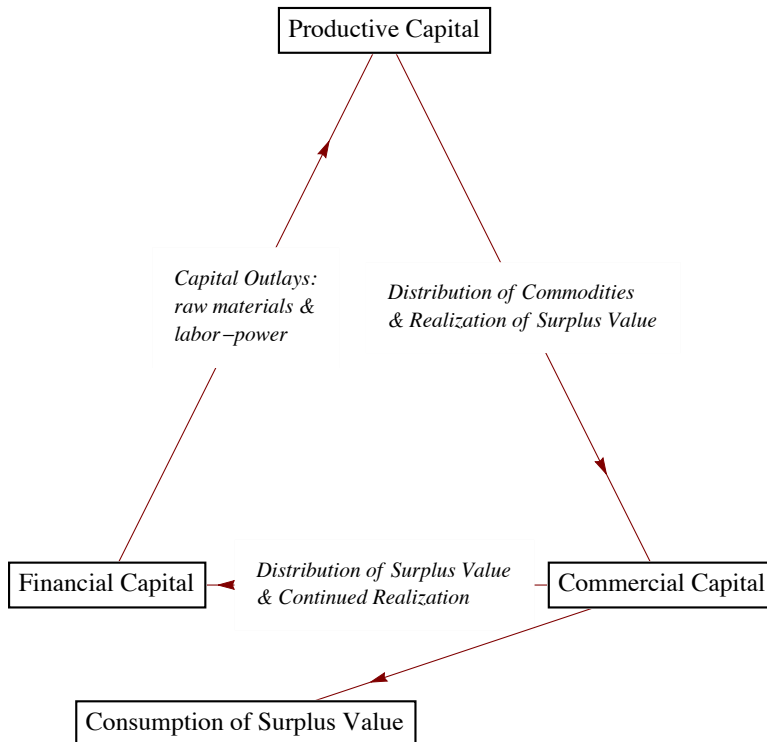 Productive Capital
Capital Outlays:
raw materials &
labor-power
Distribution of Commodities
& Realization of Surplus Value
Financial Capital
Distribution of Surplus Value
& Continued Realization
Commercial Capital
Consumption of Surplus Value